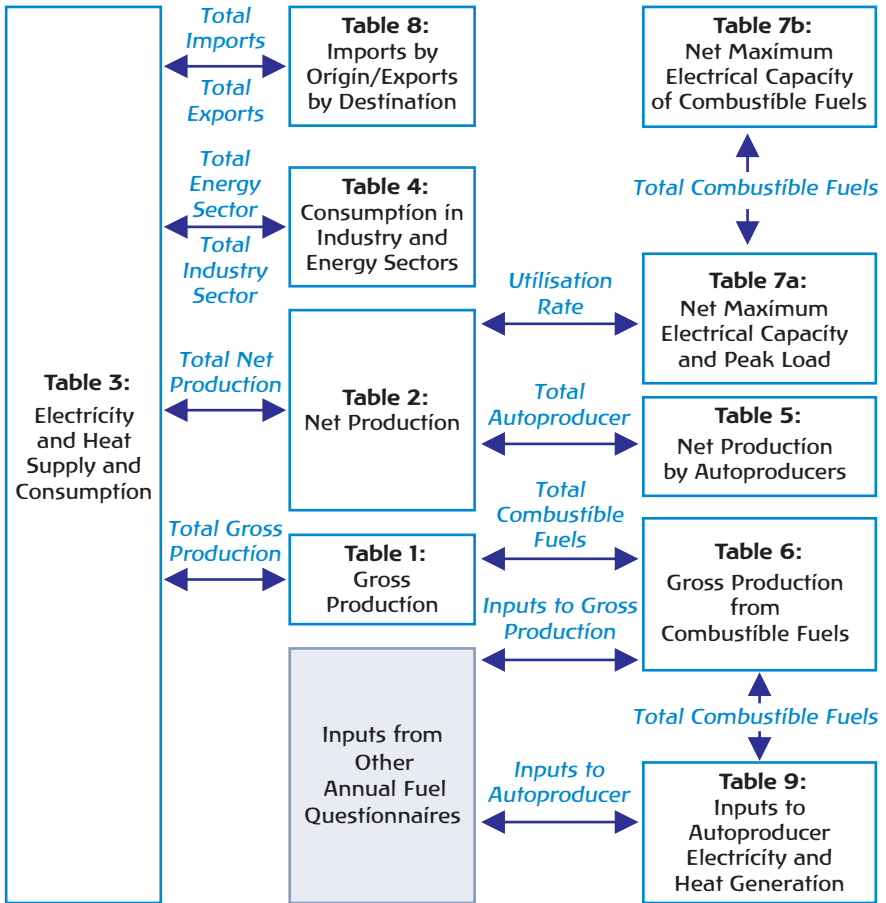 Table 3:
Electricity
and Heat
Supply and
Consumption
Total
Imports
Total
Exports
Table 8:
Imports by
Origin/Exports
by Destination
Table 7b:
Net Maximum
Electrical Capacity
of Combustible Fuels
Total Combustible Fuels
Total
Energy
Sector
Total
Industry
Sector
Table 4:
Consumption in
Industry and
Energy Sectors
Utilisation
Rate
Table 7a:
Net Maximum
Electrical Capacity
and Peak Load
Total Net
Production
Table 2:
Net Production
Total
Autoproducer
Table 5:
Net Production
by Autoproducers
Total Gross
Production
Table 1:
Gross
Production
Total
Combustible
Fuels
Inputs to Gross
Production
Table 6:
Gross Production
from
Combustible Fuels
Total Combustible Fuels
Inputs from
Other
Annual Fuel
Questionnaires
Inputs to
Autoproducer
Table 9:
Inputs to
Autoproducer
Electricity and
Heat Generation